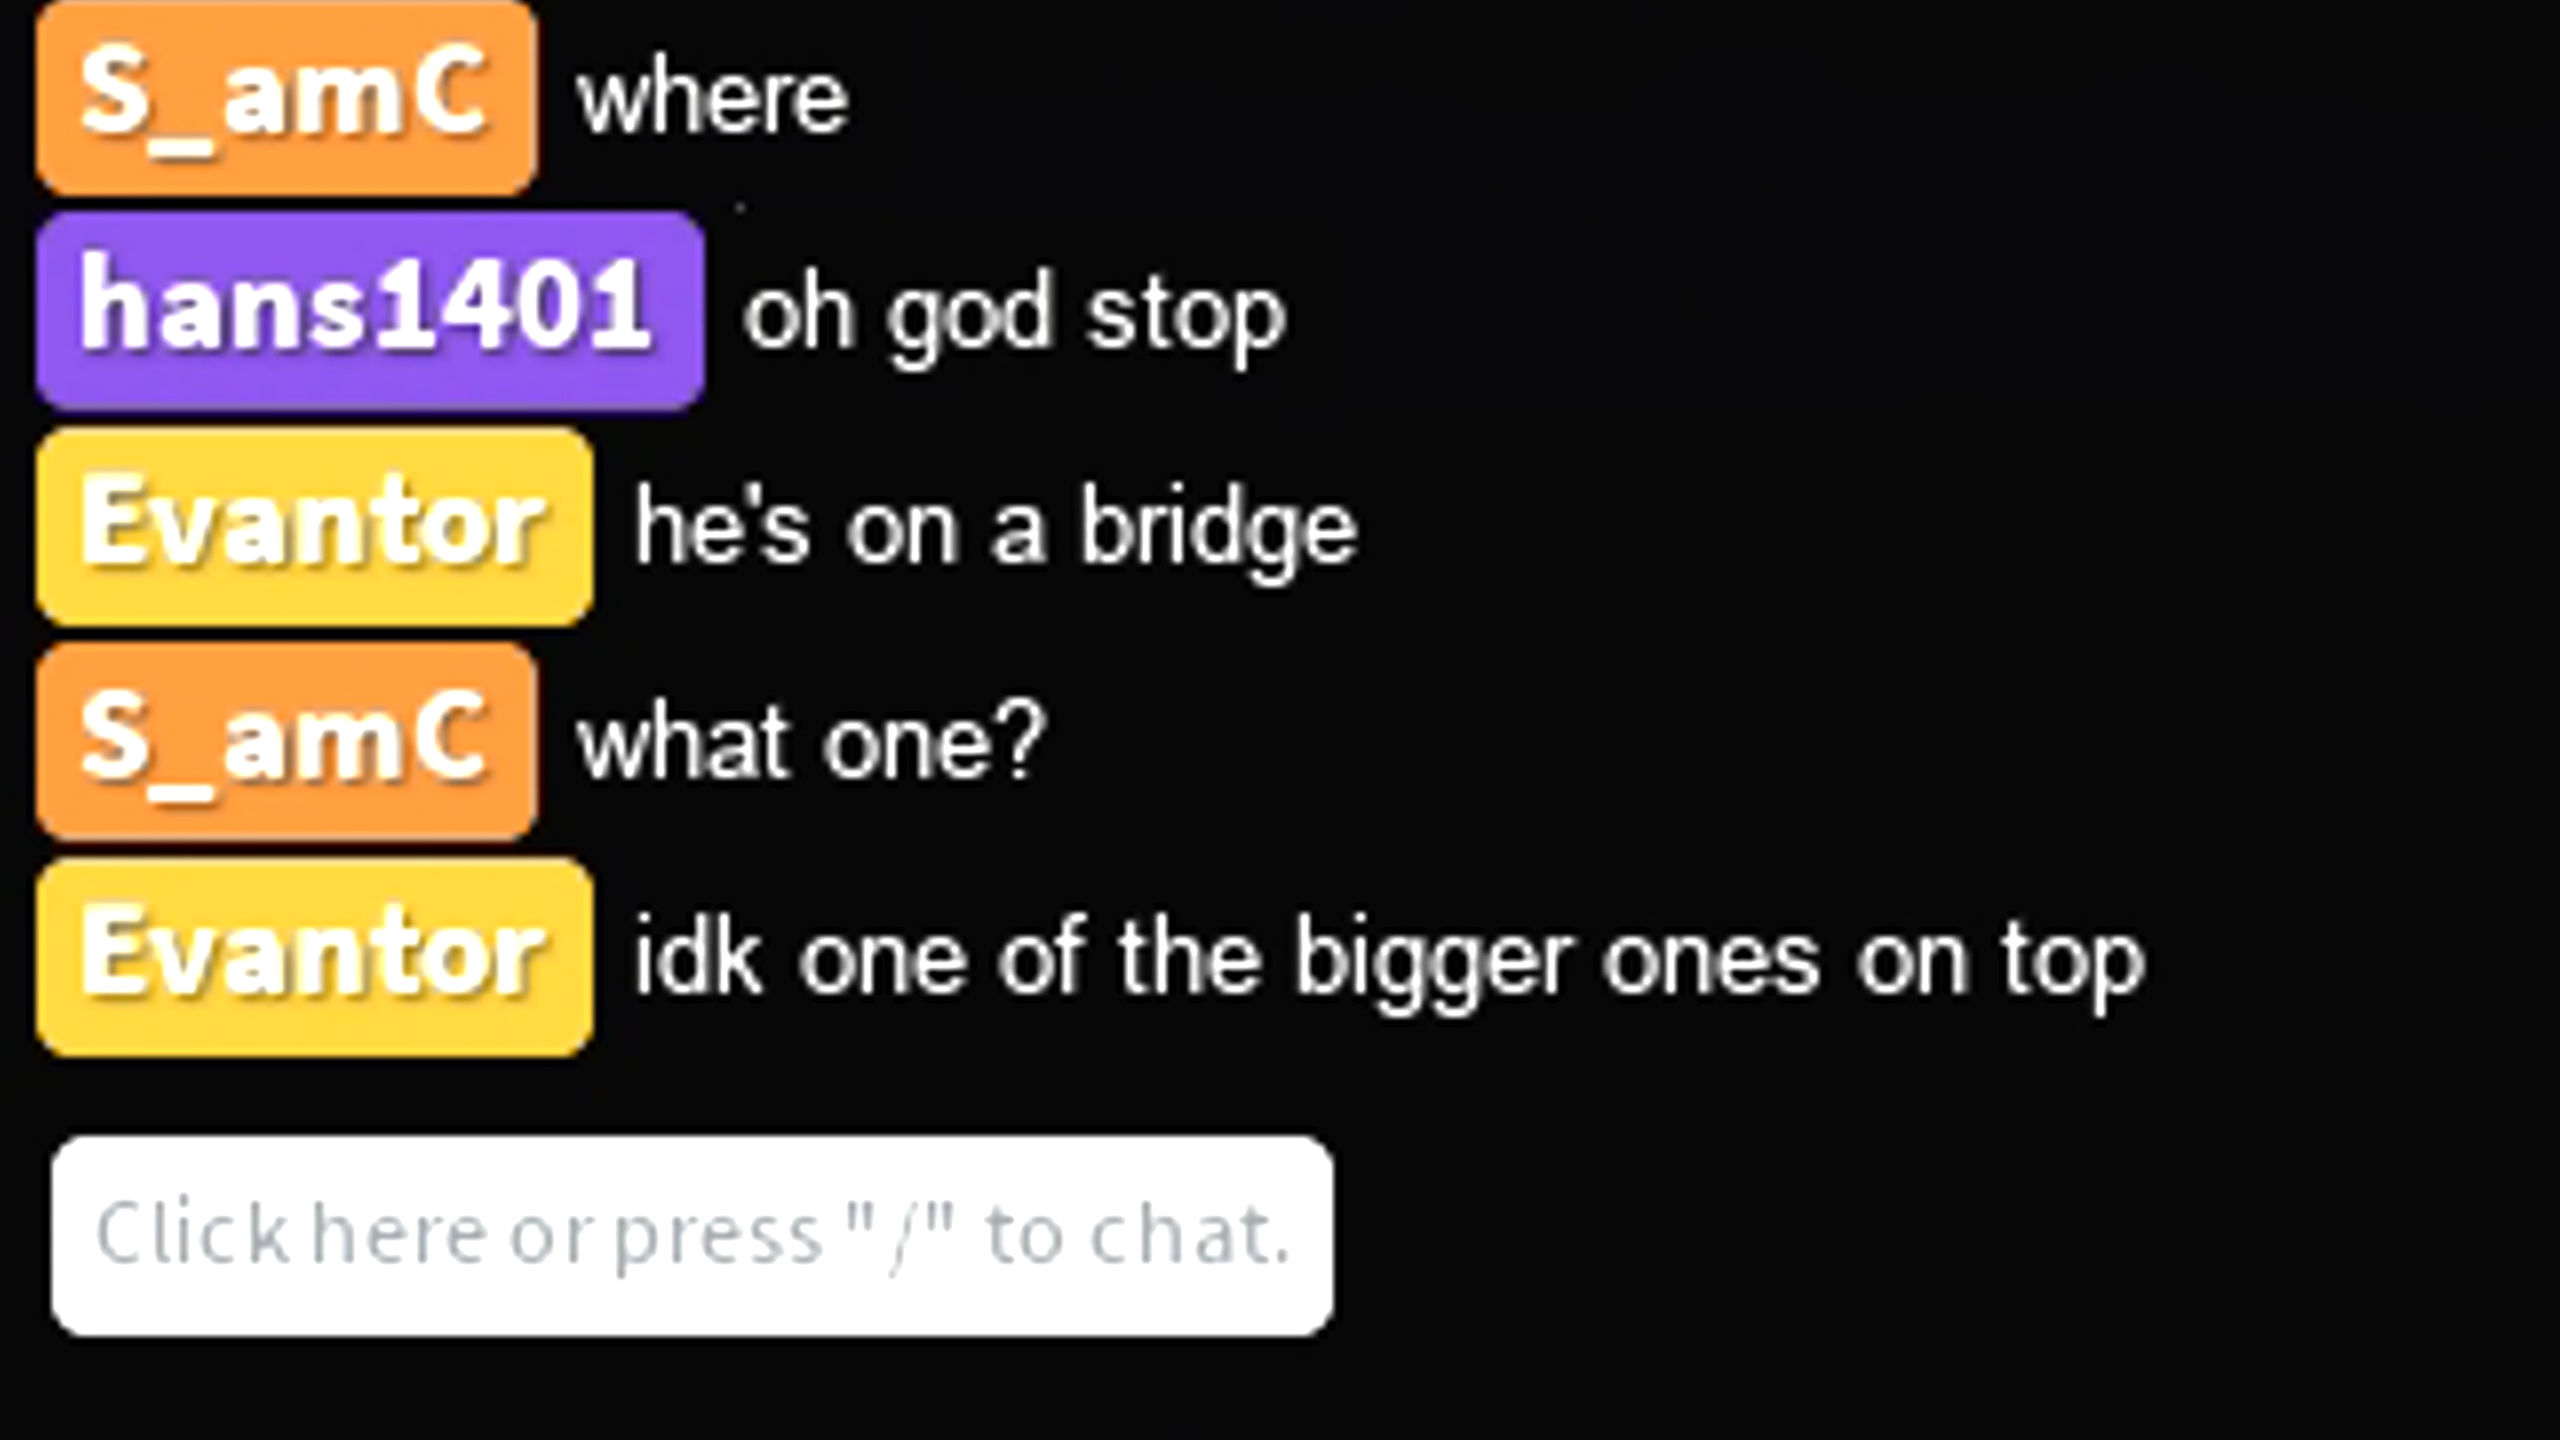 S_amC where
hans1401 oh god stop
Evantor he's on a bridge
S_amC what one?
Evantor idk one of the bigger ones on top
Click here or press "/" to chat.